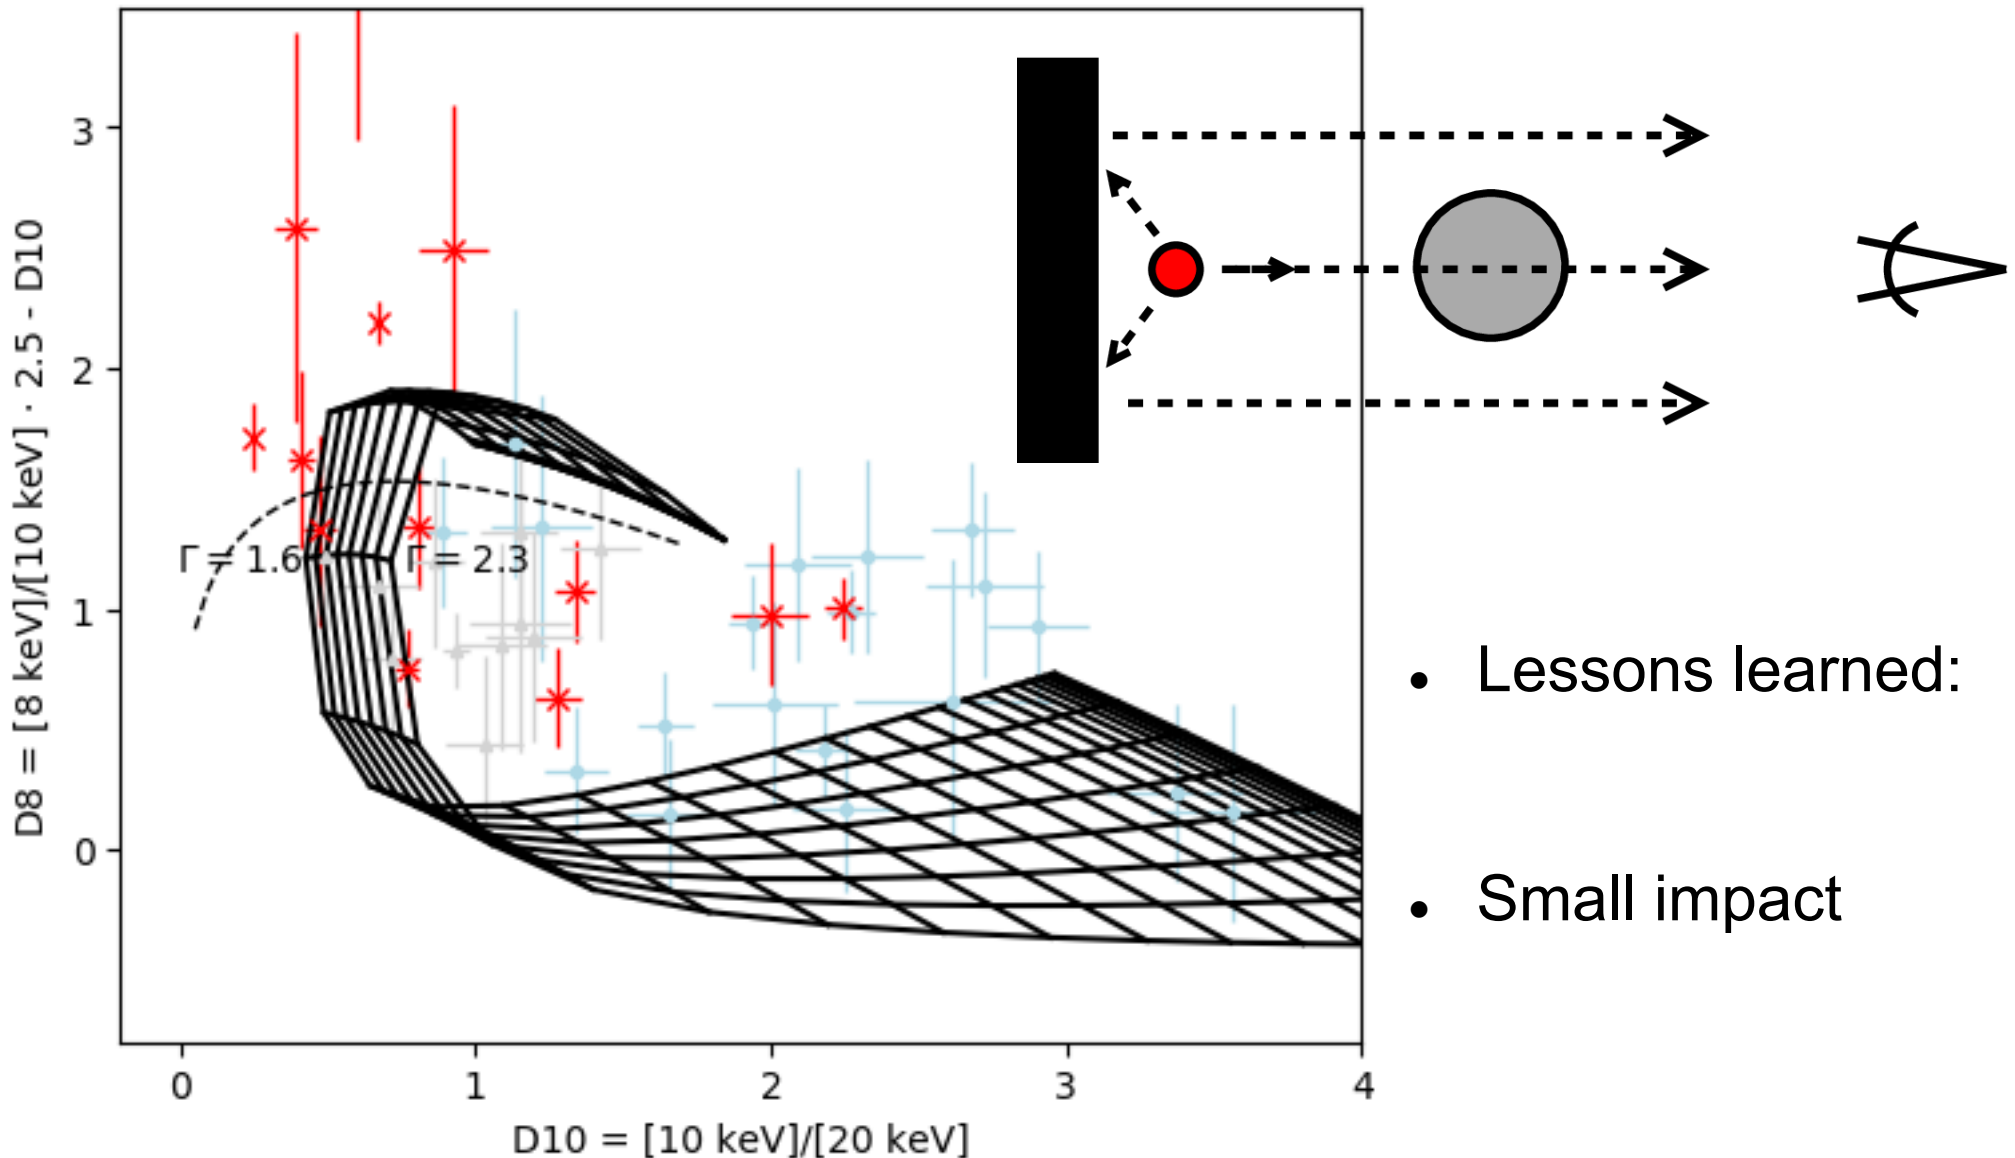 D8 = [8 keV]/[10 keV] · 2.5 - D10
3
2
1
0
Γ = 1.6
Γ = 2.3
0 1 2 3 4
D10 = [10 keV]/[20 keV]
• Lessons learned:
• Small impact